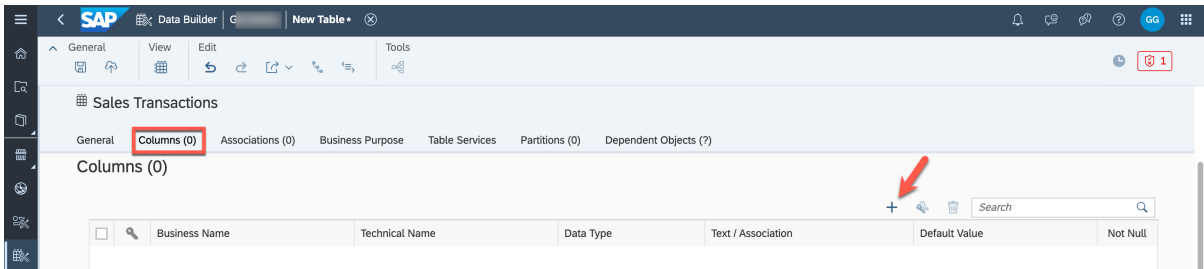 SAP Data Builder G New Table * GG
General View Edit Tools
1
Sales Transactions
General Columns (0) Associations (0) Business Purpose Table Services Partitions (0) Dependent Objects (?)
Columns (0)
Search
Business Name Technical Name Data Type Text / Association Default Value Not Null